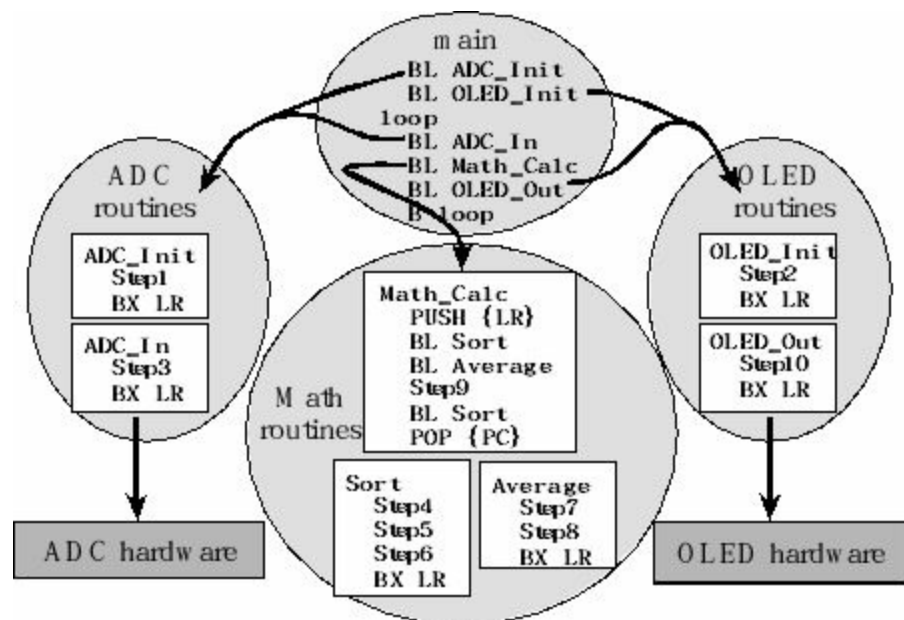 main
BL ADC_Init
BL OLED_Init
loop
BL ADC_In
BL Math_Calc
BL OLED_Out
B loop
ADC
routines
ADC_Init
Step1
BX LR
ADC_In
Step3
BX LR
ADC hardware
Math
routines
Math_Calc
PUSH {LR}
BL Sort
BL Average
Step9
BL Sort
POP {PC}
Sort
Step4
Step5
Step6
BX LR
Average
Step7
Step8
BX LR
OLED
routines
OLED_Init
Step2
BX LR
OLED_Out
Step10
BX LR
OLED hardware